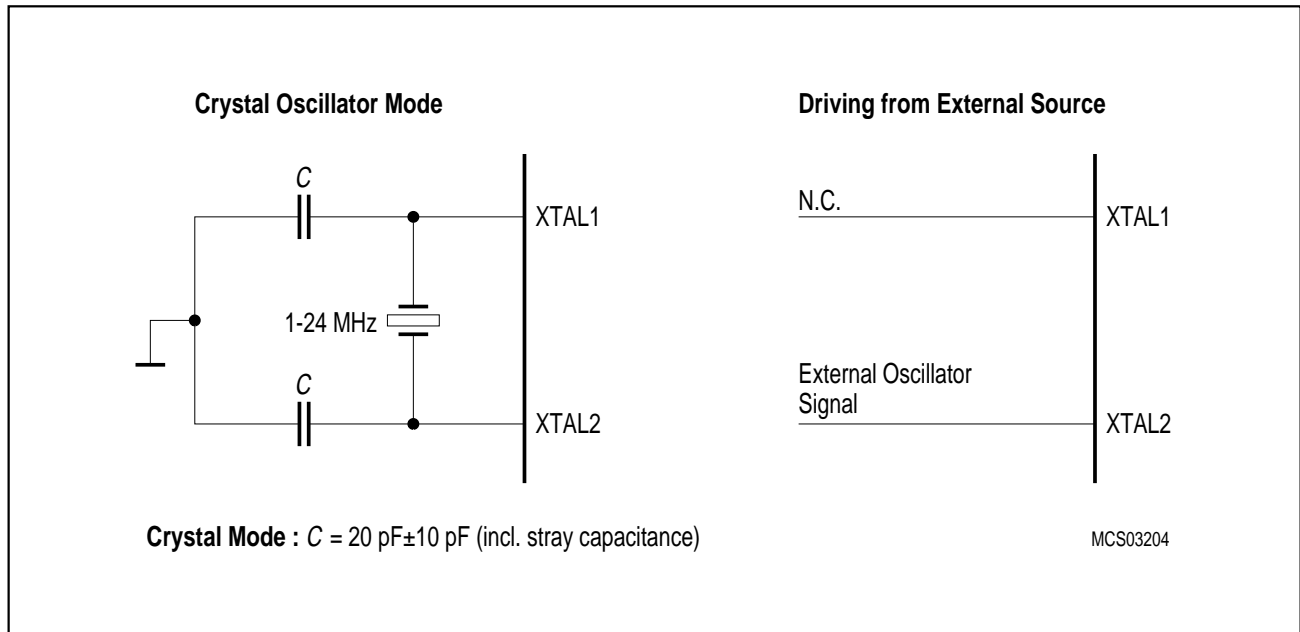 Crystal Oscillator Mode
Driving from External Source
C
XTAL1
N.C.
XTAL1
1-24 MHz
C
External Oscillator
Signal
XTAL2
XTAL2
Crystal Mode : C = 20 pF±10 pF (incl. stray capacitance)
MCS03204